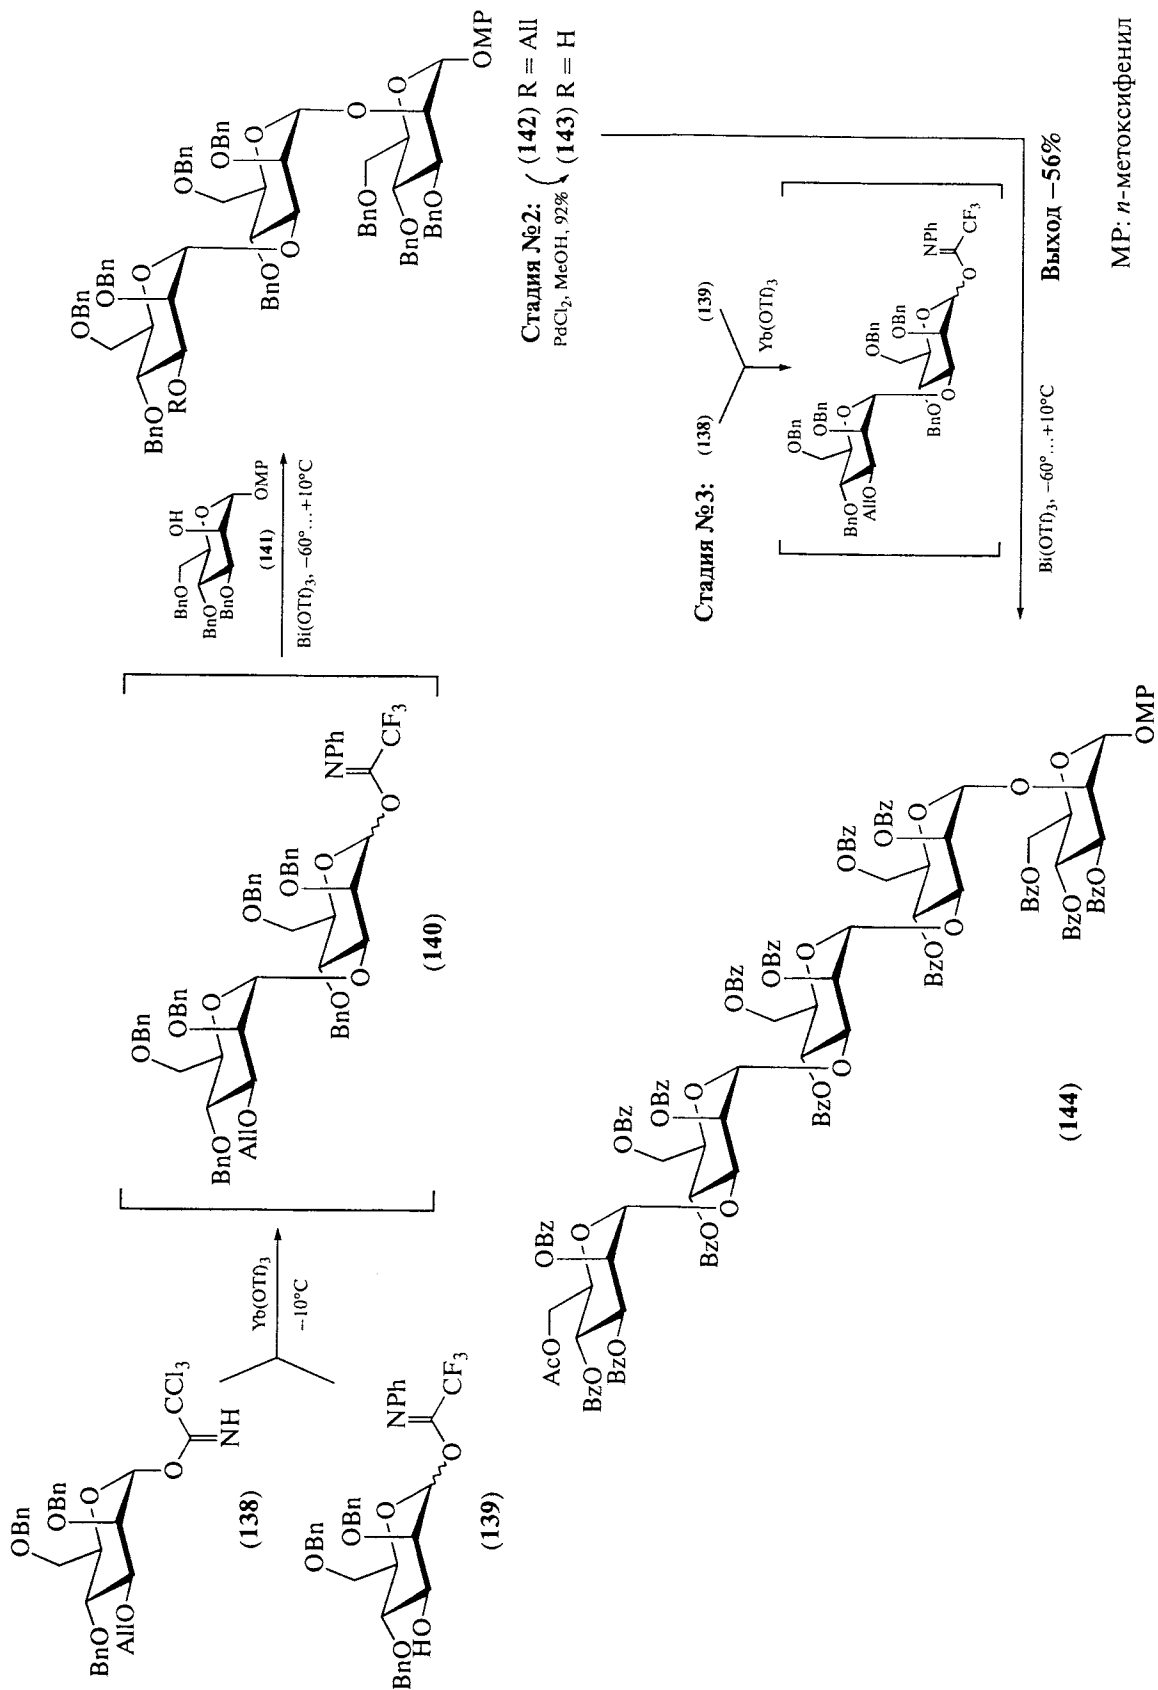 OBn
OBn
BnO
AllO
O
O
CCl₃
NH
(138)
OBn
OBn
BnO
HO
O
O
NPh
CF₃
(139)
Yb(OTf)₃
–10°C
OBn
OBn
BnO
AllO
O
OBn
OBn
BnO
O
O
O
NPh
CF₃
(140)
BnO
OH
BnO
BnO
O
OMP
(141)
Bi(OTf)₃, –60°…+10°C
OBn
OBn
BnO
RO
O
OBn
OBn
BnO
O
O
O
BnO
BnO
BnO
O
OMP
Стадия №2:
(142) R = All
PdCl₂, MeOH, 92%
(143) R = H
Стадия №3:
(138)
(139)
Yb(OTf)₃
OBn
OBn
BnO
AllO
O
OBn
OBn
BnO
O
O
O
NPh
CF₃
Bi(OTf)₃, –60°…+10°C
Выход –56%
AcO
OBz
BzO
BzO
O
OBz
OBz
BzO
O
O
OBz
OBz
BzO
O
O
OBz
OBz
BzO
O
O
O
BzO
BzO
BzO
O
OMP
(144)
MP: n-метоксифенил